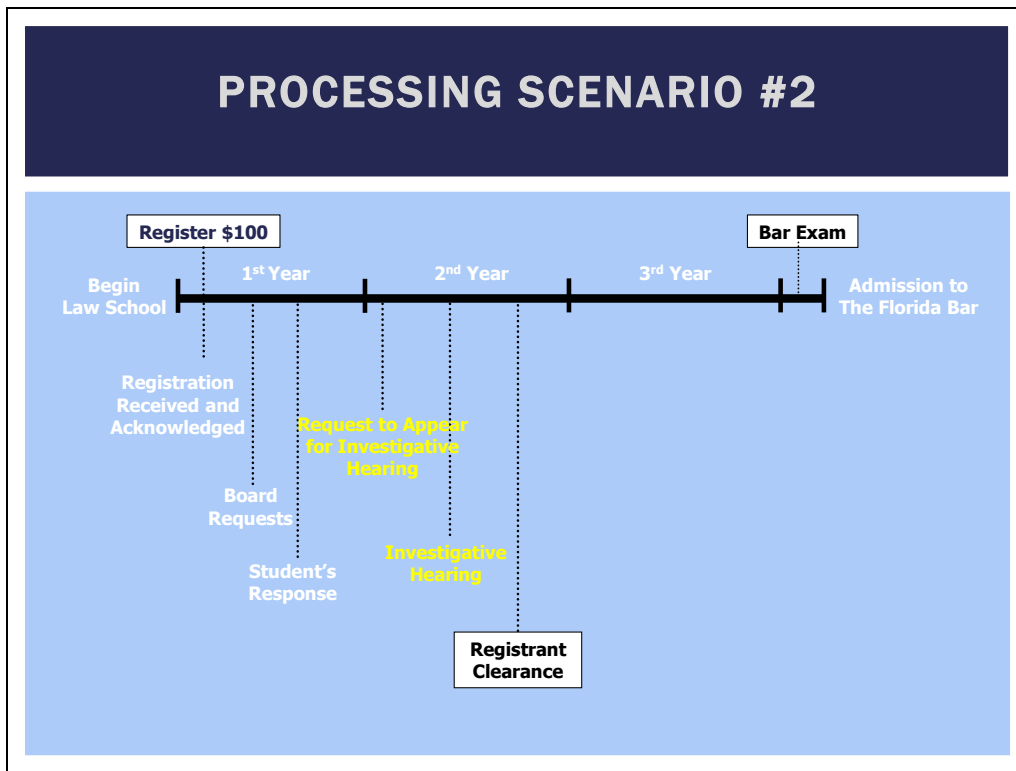 PROCESSING SCENARIO #2
Register $100
Bar Exam
1st Year
2nd Year
3rd Year
Begin
Law School
Admission to
The Florida Bar
Registration
Received and
Acknowledged
Request to Appear
for Investigative
Hearing
Board
Requests
Investigative
Hearing
Student's
Response
Registrant
Clearance